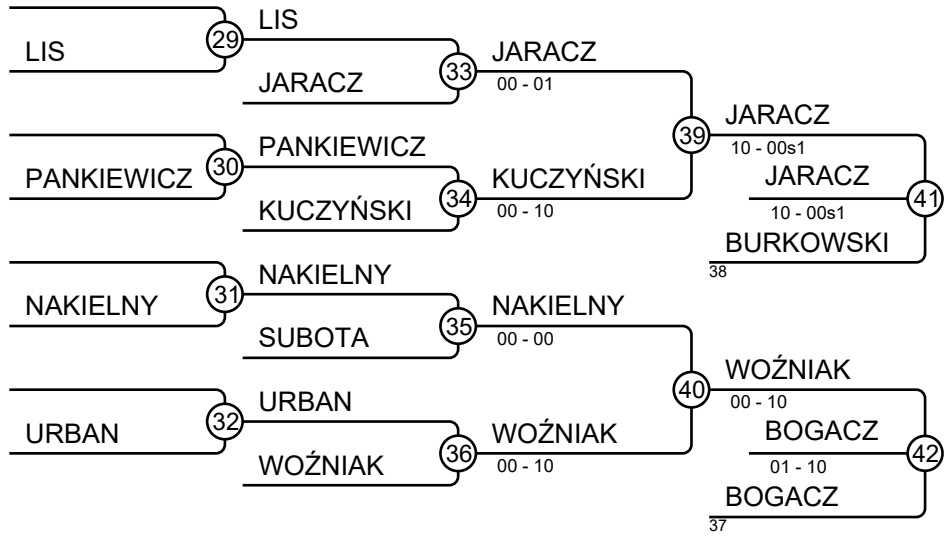 LIS
29
LIS
JARACZ
33
JARACZ
00 - 01
PANKIEWICZ
30
PANKIEWICZ
KUCZYŃSKI
34
KUCZYŃSKI
00 - 10
39
JARACZ
10 - 00s1
JARACZ
10 - 00s1
41
BURKOWSKI
38
NAKIELNY
31
NAKIELNY
SUBOTA
35
NAKIELNY
00 - 00
URBAN
32
URBAN
WOŹNIAK
36
WOŹNIAK
00 - 10
40
WOŹNIAK
00 - 10
BOGACZ
01 - 10
42
BOGACZ
37